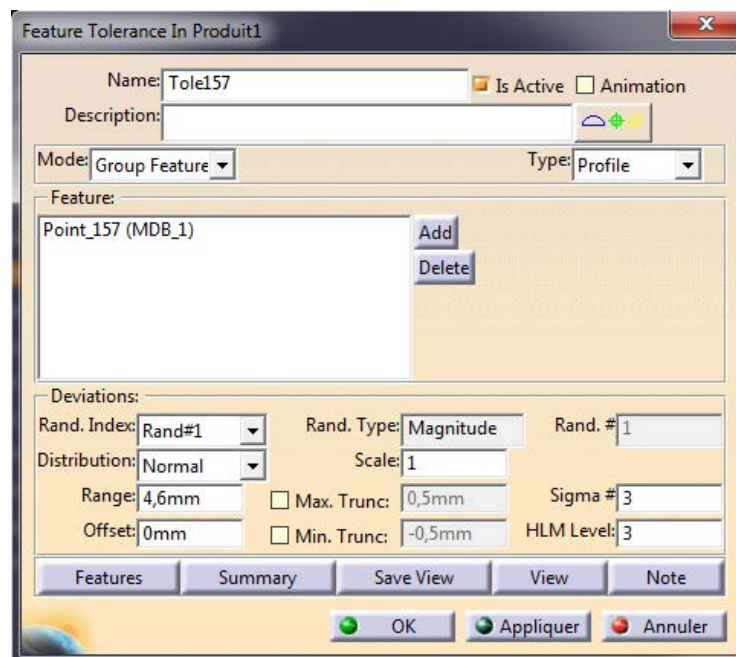 Feature Tolerance In Produit1
X
Name: Tole157 Is Active Animation
Description:
Mode: Group Feature Type: Profile
Feature:
Point_157 (MDB_1) Add
Delete
Deviations:
Rand. Index: Rand#1 Rand. Type: Magnitude Rand. # 1
Distribution: Normal Scale: 1
Range: 4,6mm Max. Trunc: 0,5mm Sigma # 3
Offset: 0mm Min. Trunc: -0,5mm HLM Level: 3
Features Summary Save View View Note
OK Appliquer Annuler